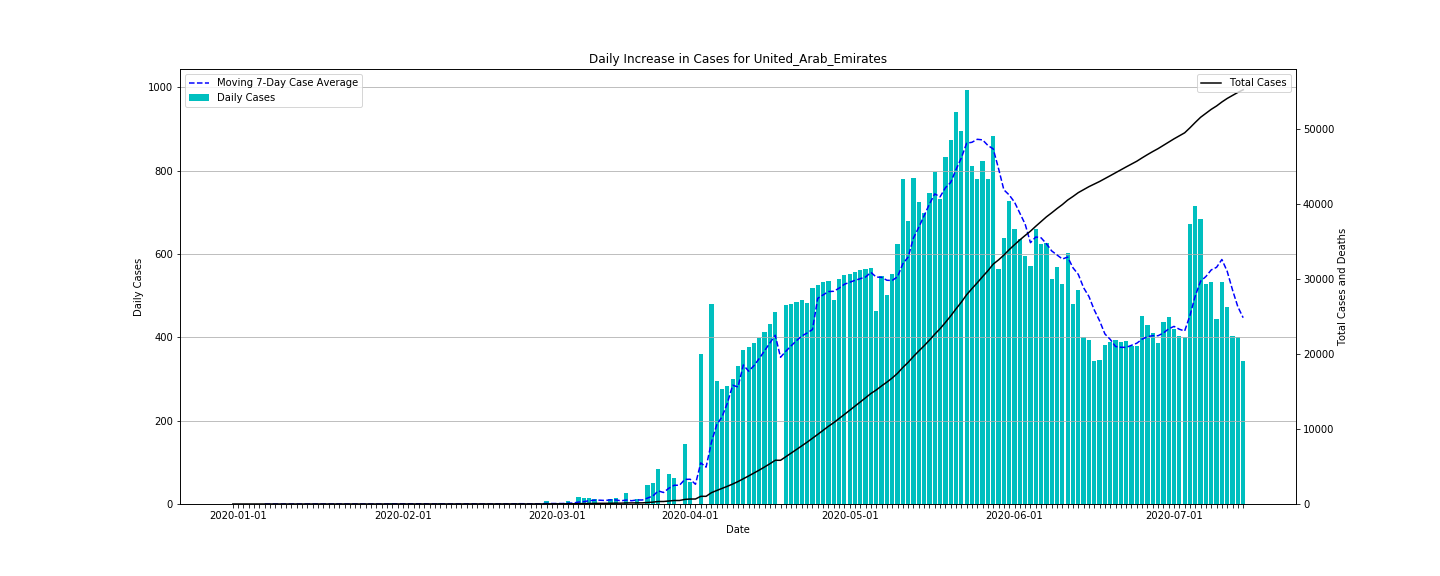 Daily Increase in Cases for United_Arab_Emirates
Moving 7-Day Case Average
Daily Cases
Total Cases
1000
800
600
400
200
0
Daily Cases
50000
40000
30000
20000
10000
0
Total Cases and Deaths
2020-01-01
2020-02-01
2020-03-01
2020-04-01
2020-05-01
2020-06-01
2020-07-01
Date